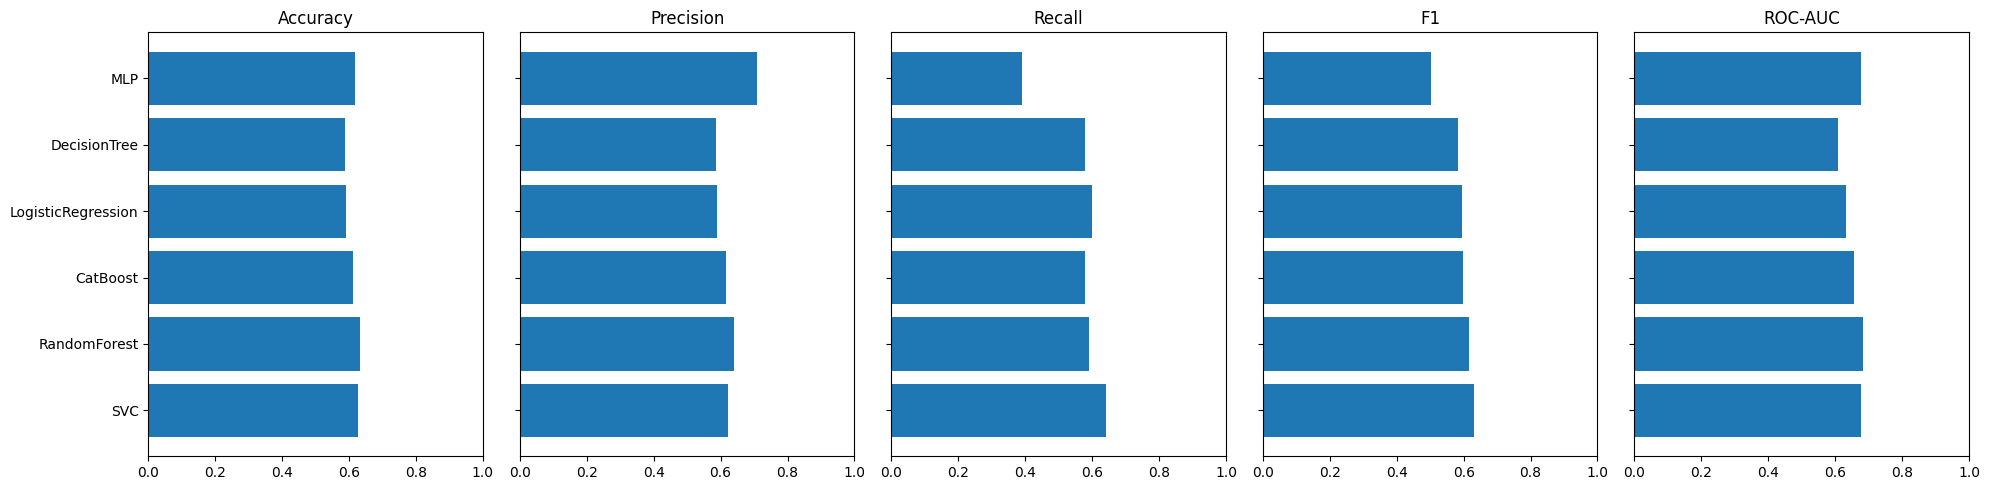 Accuracy Precision Recall F1 ROC-AUC
MLP
DecisionTree
LogisticRegression
CatBoost
RandomForest
SVC
0.0 0.2 0.4 0.6 0.8 1.0 0.0 0.2 0.4 0.6 0.8 1.0 0.0 0.2 0.4 0.6 0.8 1.0 0.0 0.2 0.4 0.6 0.8 1.0 0.0 0.2 0.4 0.6 0.8 1.0